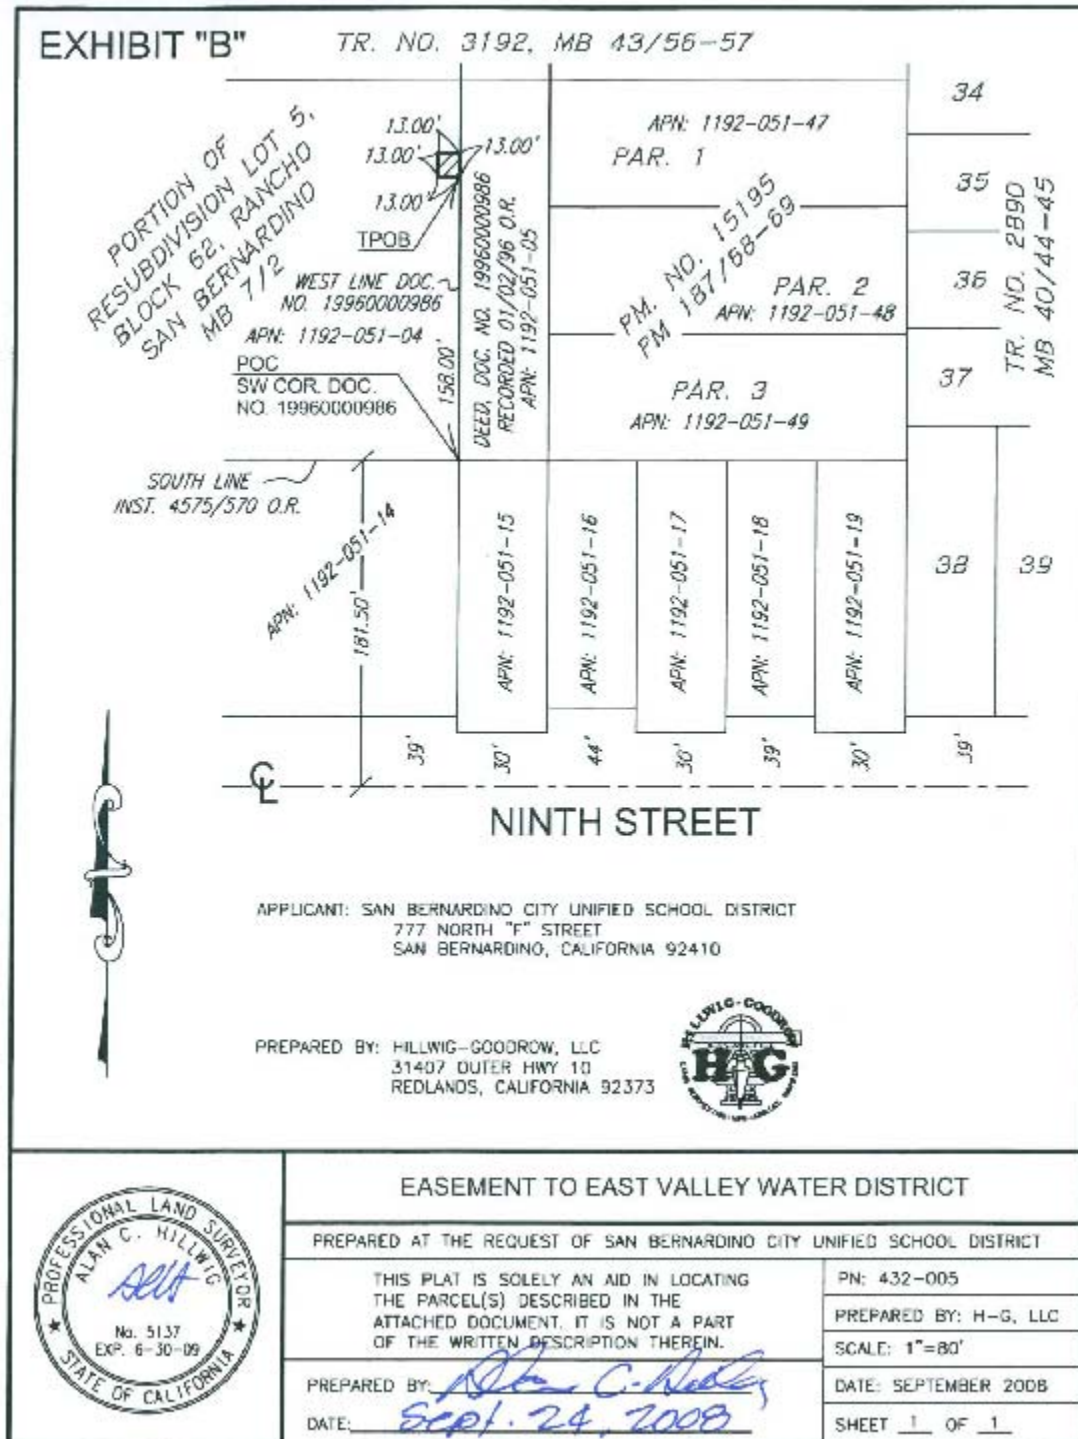 EXHIBIT "B"
TR. NO. 3192, MB 43/56-57
PORTION OF
RESUBDIVISION LOT 5,
BLOCK 62, RANCHO
SAN BERNARDINO
MB 7/2
13.00'
13.00'
13.00'
13.00'
TPOB
WEST LINE DOC.
NO. 19960000986
APN: 1192-051-04
POC
SW COR. DOC.
NO. 19960000986
158.00'
DEED, DOC. NO. 19960000986
RECORDED 01/02/96 O.R.
APN: 1192-051-05
APN: 1192-051-47
PAR. 1
PM. NO. 15195
PM 187/68-69
PAR. 2
APN: 1192-051-48
PAR. 3
APN: 1192-051-49
34
35
36
37
TR. NO. 2890
MB 40/44-45
SOUTH LINE
INST. 4575/570 O.R.
APN: 1192-051-14
181.50'
APN: 1192-051-15
APN: 1192-051-16
APN: 1192-051-17
APN: 1192-051-18
APN: 1192-051-19
38
39
39'
30'
44'
30'
39'
30'
39'
CL
NINTH STREET
APPLICANT: SAN BERNARDINO CITY UNIFIED SCHOOL DISTRICT
777 NORTH "F" STREET
SAN BERNARDINO, CALIFORNIA 92410
PREPARED BY: HILLWIG-GOODROW, LLC
31407 OUTER HWY 10
REDLANDS, CALIFORNIA 92373
HILLWIG-GOODROW
H G
PROFESSIONAL LAND SURVEYOR
ALAN C. HILLWIG
No. 5137
EXP. 6-30-09
STATE OF CALIFORNIA
EASEMENT TO EAST VALLEY WATER DISTRICT
PREPARED AT THE REQUEST OF SAN BERNARDINO CITY UNIFIED SCHOOL DISTRICT
THIS PLAT IS SOLELY AN AID IN LOCATING
THE PARCEL(S) DESCRIBED IN THE
ATTACHED DOCUMENT. IT IS NOT A PART
OF THE WRITTEN DESCRIPTION THEREIN.
PREPARED BY:
DATE: Sept. 24, 2008
PN: 432-005
PREPARED BY: H-G, LLC
SCALE: 1"=80'
DATE: SEPTEMBER 2008
SHEET 1 OF 1